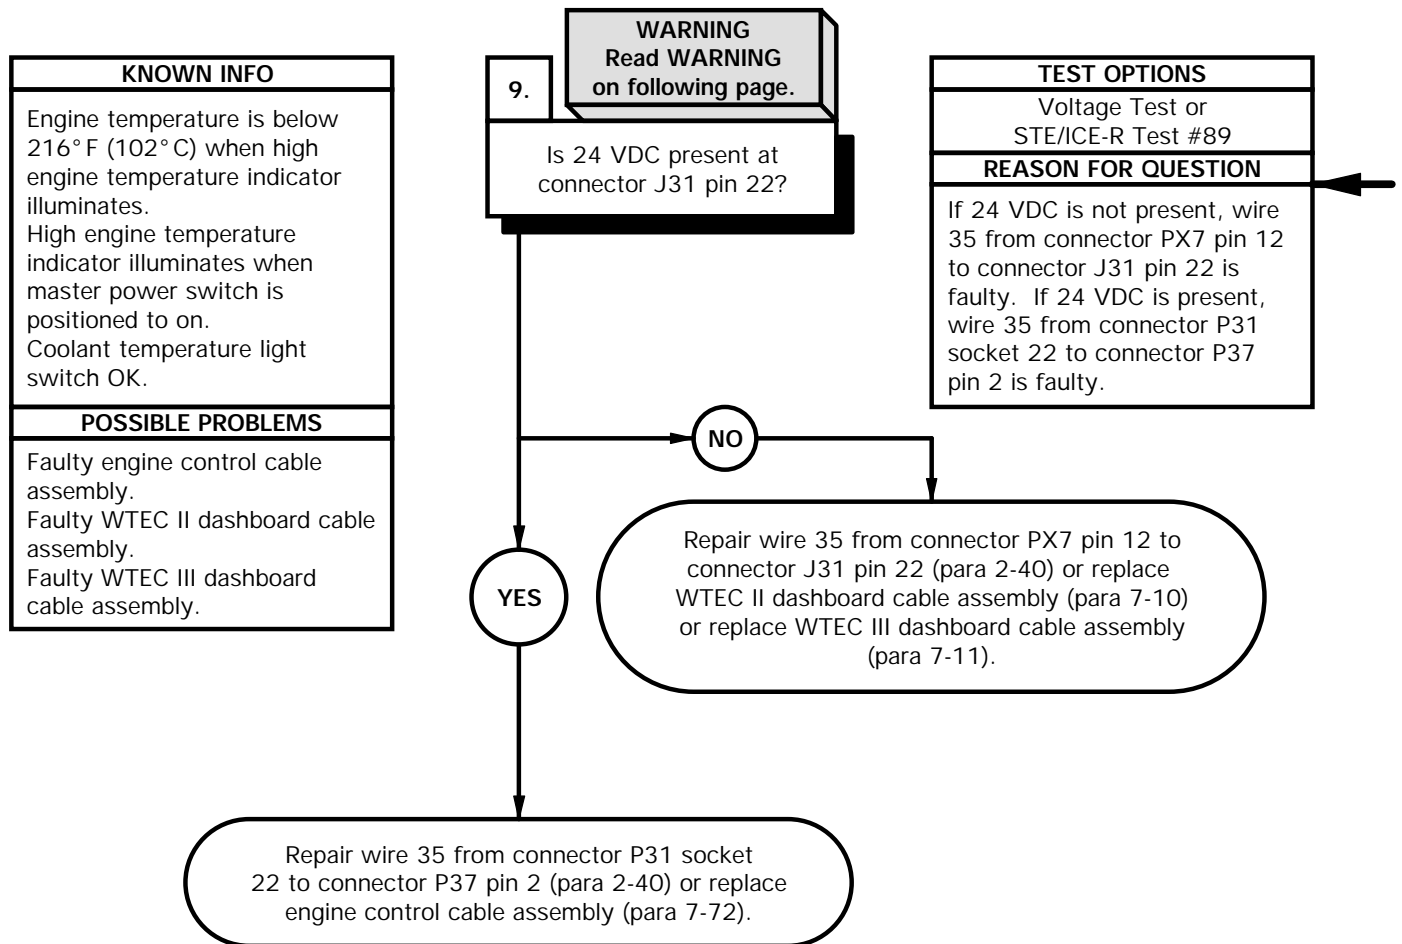 KNOWN INFO
Engine temperature is below
216° F (102° C) when high
engine temperature indicator
illuminates.
High engine temperature
indicator illuminates when
master power switch is
positioned to on.
Coolant temperature light
switch OK.
POSSIBLE PROBLEMS
Faulty engine control cable
assembly.
Faulty WTEC II dashboard cable
assembly.
Faulty WTEC III dashboard
cable assembly.
WARNING
Read WARNING
on following page.
9.
Is 24 VDC present at
connector J31 pin 22?
TEST OPTIONS
Voltage Test or
STE/ICE-R Test #89
REASON FOR QUESTION
If 24 VDC is not present, wire
35 from connector PX7 pin 12
to connector J31 pin 22 is
faulty. If 24 VDC is present,
wire 35 from connector P31
socket 22 to connector P37
pin 2 is faulty.
NO
Repair wire 35 from connector PX7 pin 12 to
connector J31 pin 22 (para 2-40) or replace
WTEC II dashboard cable assembly (para 7-10)
or replace WTEC III dashboard cable assembly
(para 7-11).
YES
Repair wire 35 from connector P31 socket
22 to connector P37 pin 2 (para 2-40) or replace
engine control cable assembly (para 7-72).